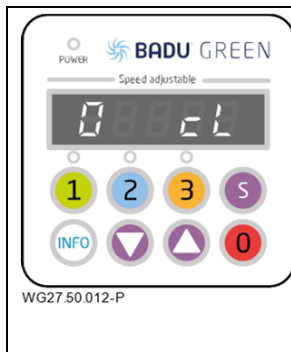 POWER
BADU GREEN
Speed adjustable
0 cL
1 2 3 S
INFO 0
WG27.50.012-P